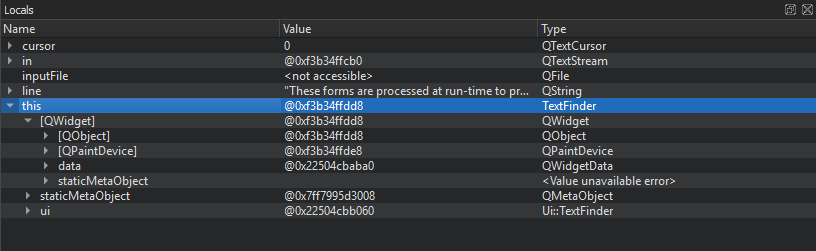 Locals
Name Value Type
cursor 0 QTextCursor
in @0xf3b34ffcb0 QTextStream
inputFile <not accessible> QFile
line "These forms are processed at run-time to pr... QString
this @0xf3b34ffdd8 TextFinder
[QWidget] @0xf3b34ffdd8 QWidget
[QObject] @0xf3b34ffdd8 QObject
[QPaintDevice] @0xf3b34ffde8 QPaintDevice
data @0x22504cbaba0 QWidgetData
staticMetaObject <Value unavailable error>
staticMetaObject @0x7ff7995d3008 QMetaObject
ui @0x22504cbb060 Ui::TextFinder